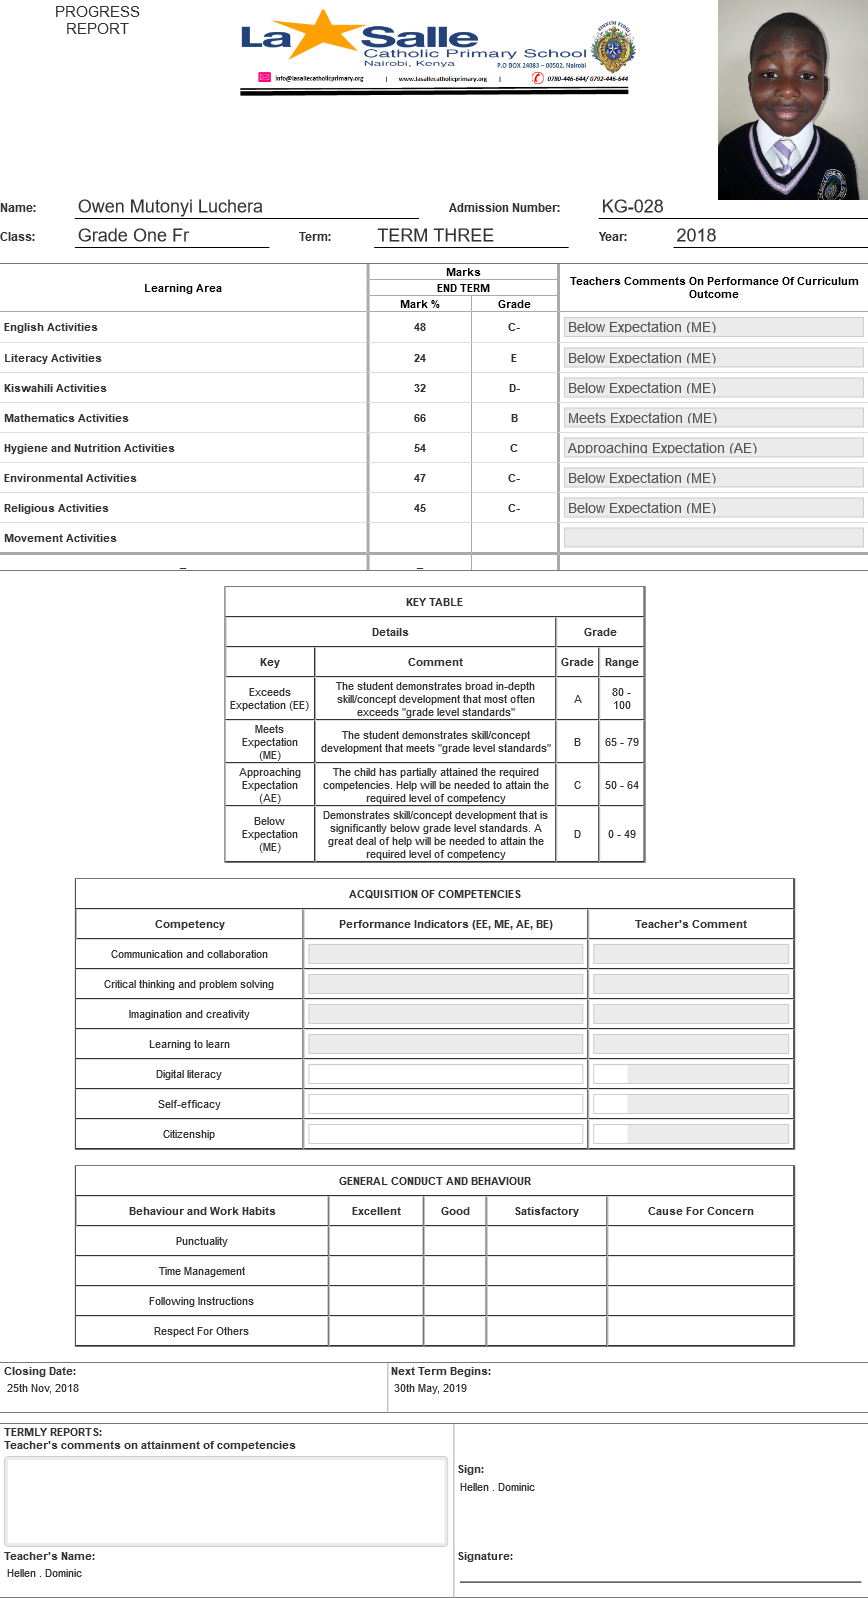 PROGRESS
REPORT
La Salle
Catholic Primary School
Nairobi, Kenya
P.O BOX 24083 – 00502. Nairobi
info@lasallecatholicprimary.org | www.lasallecatholicprimary.org | 0780-446-644/ 0792-446-644
Name: Owen Mutonyi Luchera Admission Number: KG-028
Class: Grade One Fr Term: TERM THREE Year: 2018
Learning Area Marks Teachers Comments On Performance Of Curriculum Outcome
END TERM
Mark % Grade
English Activities 48 C- Below Expectation (ME)
Literacy Activities 24 E Below Expectation (ME)
Kiswahili Activities 32 D- Below Expectation (ME)
Mathematics Activities 66 B Meets Expectation (ME)
Hygiene and Nutrition Activities 54 C Approaching Expectation (AE)
Environmental Activities 47 C- Below Expectation (ME)
Religious Activities 45 C- Below Expectation (ME)
Movement Activities
_ _
KEY TABLE
Details Grade
Key Comment Grade Range
Exceeds Expectation (EE) The student demonstrates broad in-depth skill/concept development that most often exceeds "grade level standards" A 80 - 100
Meets Expectation (ME) The student demonstrates skill/concept development that meets "grade level standards" B 65 - 79
Approaching Expectation (AE) The child has partially attained the required competencies. Help will be needed to attain the required level of competency C 50 - 64
Below Expectation (ME) Demonstrates skill/concept development that is significantly below grade level standards. A great deal of help will be needed to attain the required level of competency D 0 - 49
ACQUISITION OF COMPETENCIES
Competency Performance Indicators (EE, ME, AE, BE) Teacher's Comment
Communication and collaboration
Critical thinking and problem solving
Imagination and creativity
Learning to learn
Digital literacy
Self-efficacy
Citizenship
GENERAL CONDUCT AND BEHAVIOUR
Behaviour and Work Habits Excellent Good Satisfactory Cause For Concern
Punctuality
Time Management
Following Instructions
Respect For Others
Closing Date: Next Term Begins:
25th Nov, 2018 30th May, 2019
TERMLY REPORTS:
Teacher's comments on attainment of competencies
Sign:
Hellen . Dominic
Teacher's Name: Signature:
Hellen . Dominic